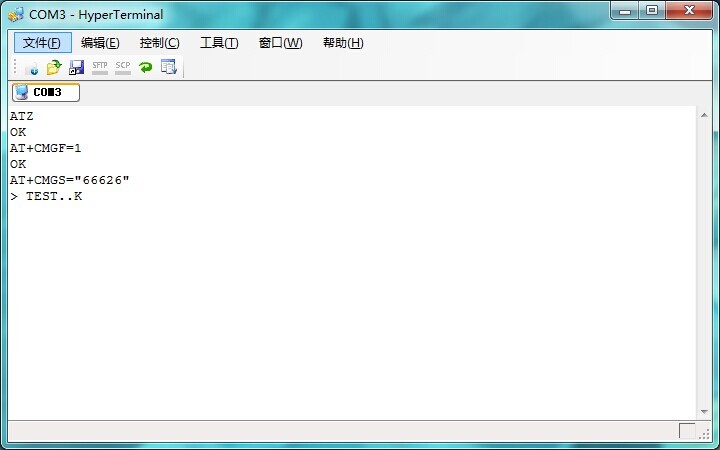 COM3 - HyperTerminal
文件(F) 编辑(E) 控制(C) 工具(T) 窗口(W) 帮助(H)
SFTP SCP
COM3
ATZ
OK
AT+CMGF=1
OK
AT+CMGS="66626"
> TEST..K